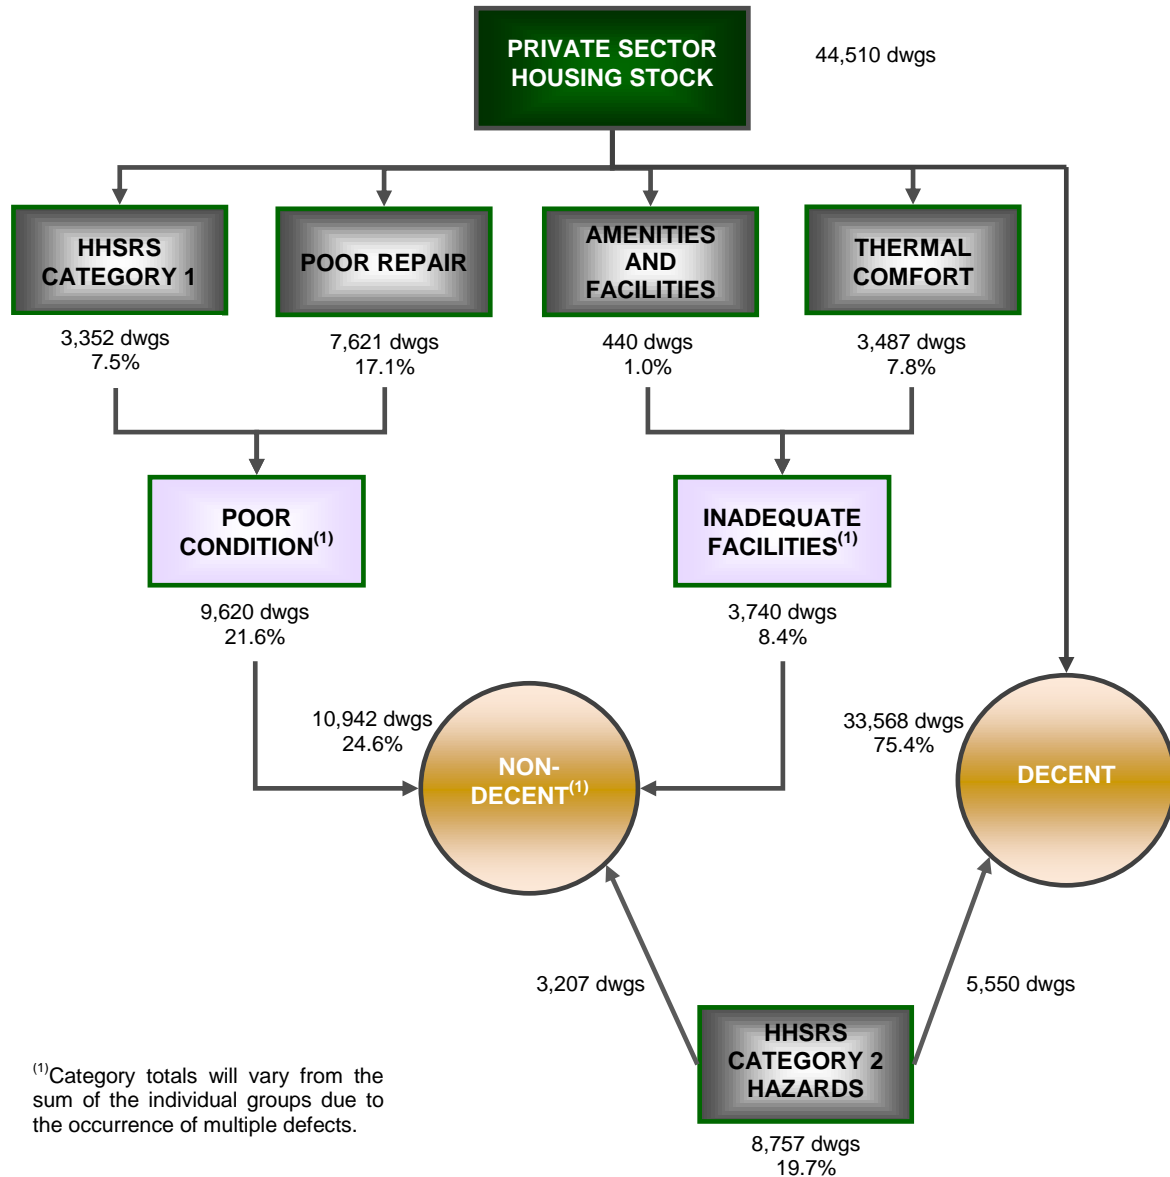 PRIVATE SECTOR
HOUSING STOCK
44,510 dwgs
HHSRS
CATEGORY 1
POOR REPAIR
AMENITIES
AND
FACILITIES
THERMAL
COMFORT
3,352 dwgs
7.5%
7,621 dwgs
17.1%
440 dwgs
1.0%
3,487 dwgs
7.8%
POOR
CONDITION(1)
INADEQUATE
FACILITIES(1)
9,620 dwgs
21.6%
3,740 dwgs
8.4%
10,942 dwgs
24.6%
NON-
DECENT(1)
33,568 dwgs
75.4%
DECENT
3,207 dwgs
5,550 dwgs
HHSRS
CATEGORY 2
HAZARDS
8,757 dwgs
19.7%
(1)Category totals will vary from the
sum of the individual groups due to
the occurrence of multiple defects.